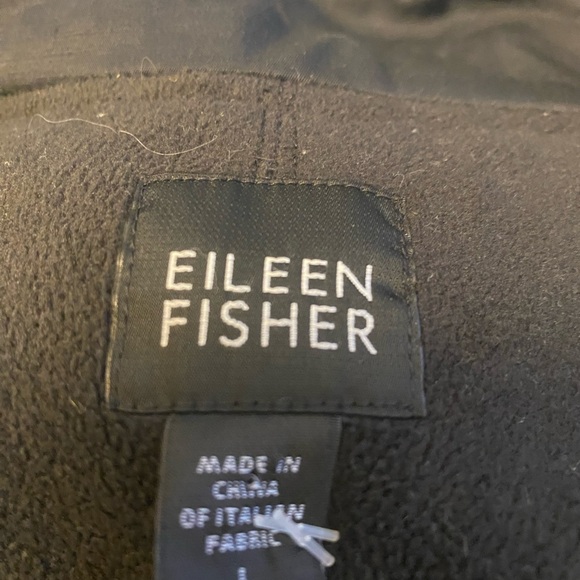 EILEEN
FISHER
MADE IN
CHINA
OF ITALIAN
FABRIC